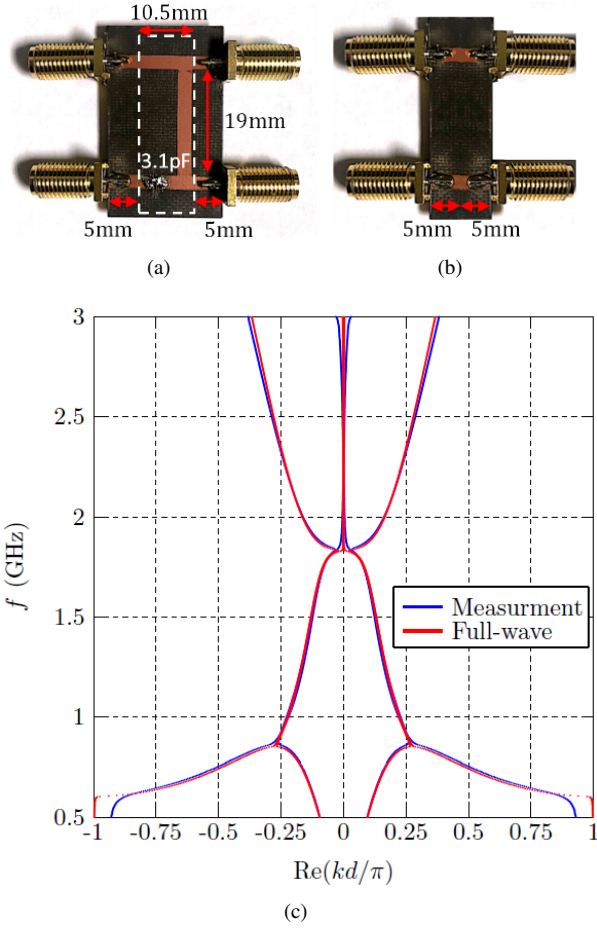 10.5mm
19mm
3.1pF
5mm 5mm
5mm 5mm
(a) (b)
3
2.5
2
1.5
1
0.5
f (GHz)
Measurment
Full-wave
-1 -0.75 -0.5 -0.25 0 0.25 0.5 0.75 1
Re(kd/π)
(c)